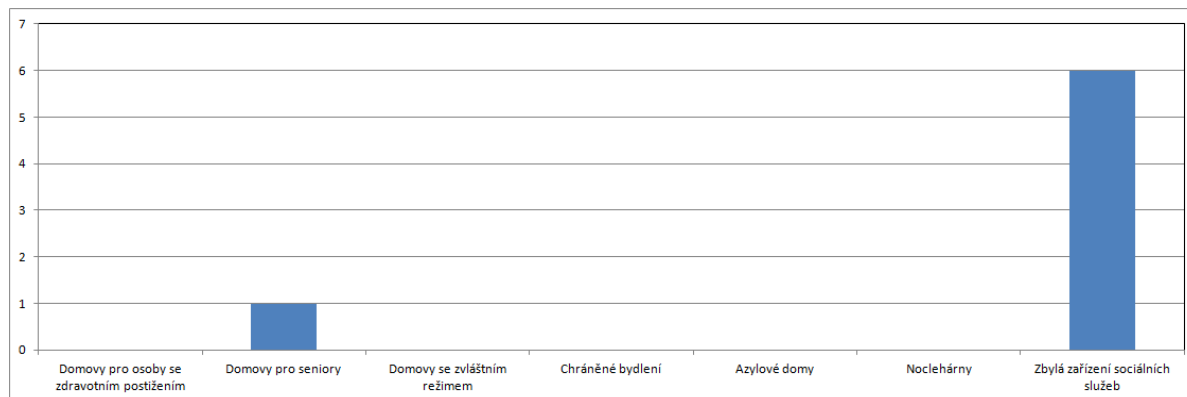 7
6
5
4
3
2
1
0
Domovy pro osoby se
zdravotním postižením
Domovy pro seniory
Domovy se zvláštním
režimem
Chráněné bydlení
Azylové domy
Noclehárny
Zbylá zařízení sociálních
služeb